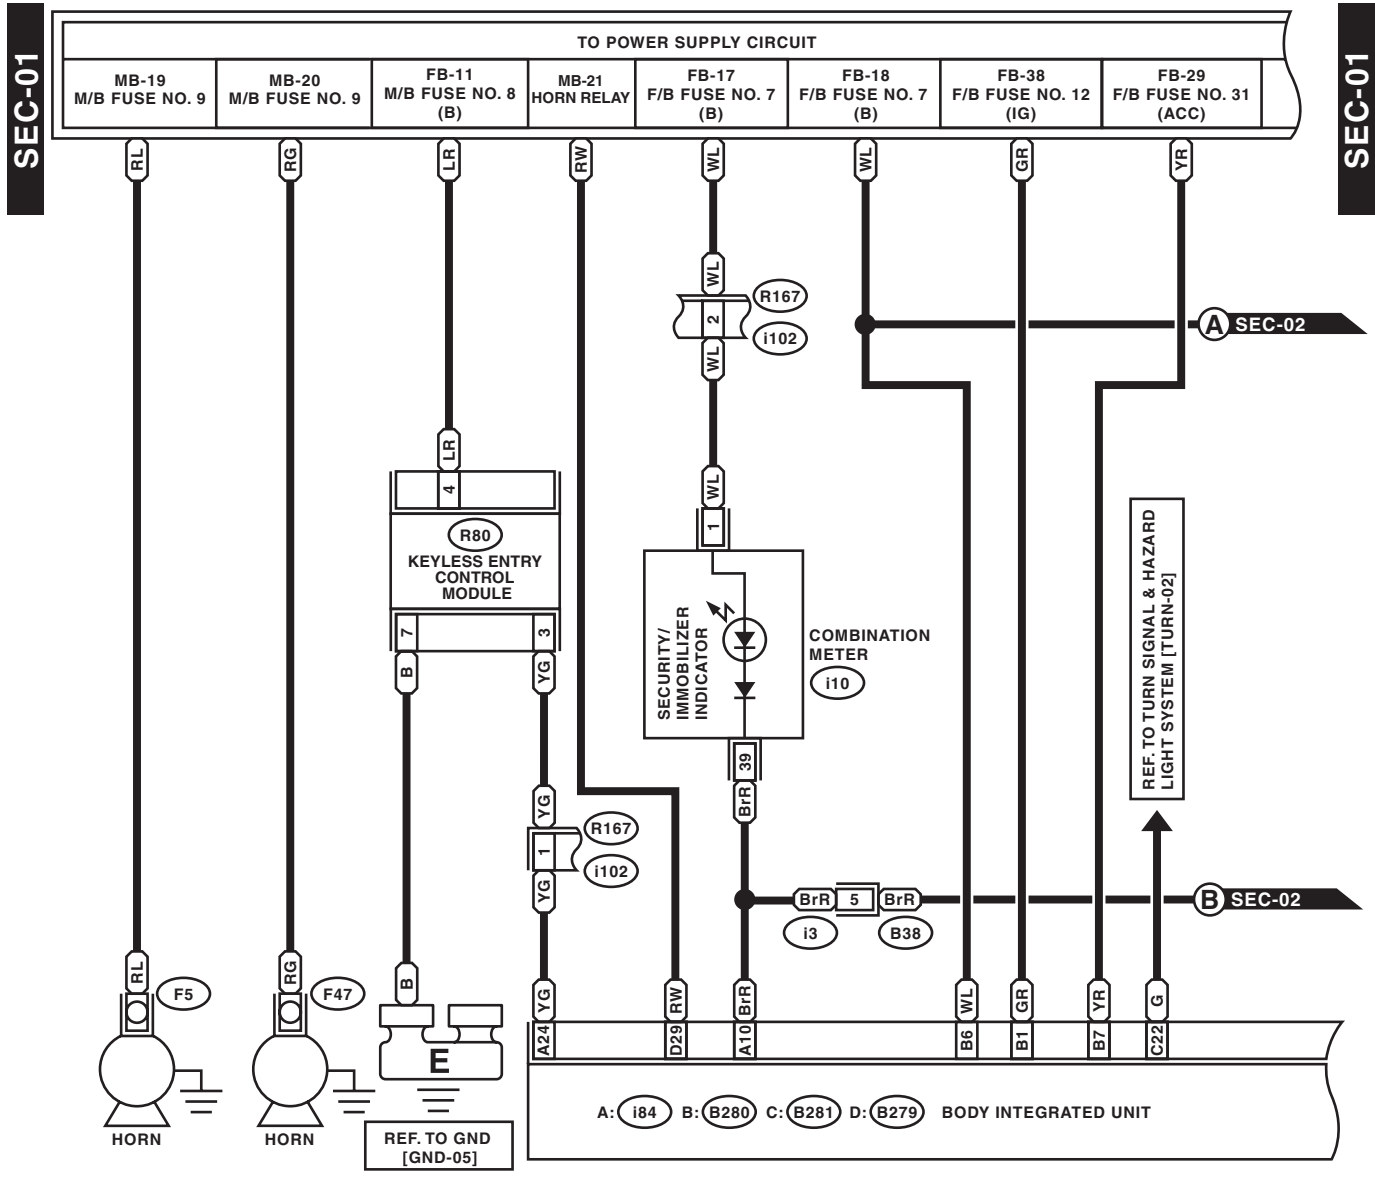 SEC-01
SEC-01
TO POWER SUPPLY CIRCUIT
MB-19
M/B FUSE NO. 9
MB-20
M/B FUSE NO. 9
FB-11
M/B FUSE NO. 8
(B)
MB-21
HORN RELAY
FB-17
F/B FUSE NO. 7
(B)
FB-18
F/B FUSE NO. 7
(B)
FB-38
F/B FUSE NO. 12
(IG)
FB-29
F/B FUSE NO. 31
(ACC)
RL
RG
LR
RW
WL
WL
GR
YR
WL
R167
2
i102
WL
A SEC-02
LR
4
R80
KEYLESS ENTRY
CONTROL
MODULE
7
3
B
YG
WL
1
SECURITY/
IMMOBILIZER
INDICATOR
COMBINATION
METER
i10
39
BrR
REF. TO TURN SIGNAL & HAZARD
LIGHT SYSTEM [TURN-02]
YG
R167
1
i102
YG
BrR
5
BrR
i3
B38
B SEC-02
RL
F5
RG
F47
B
YG
RW
BrR
WL
GR
YR
G
A24
D29
A10
B6
B1
B7
C22
E
HORN
HORN
REF. TO GND
[GND-05]
A: i84 B: B280 C: B281 D: B279 BODY INTEGRATED UNIT